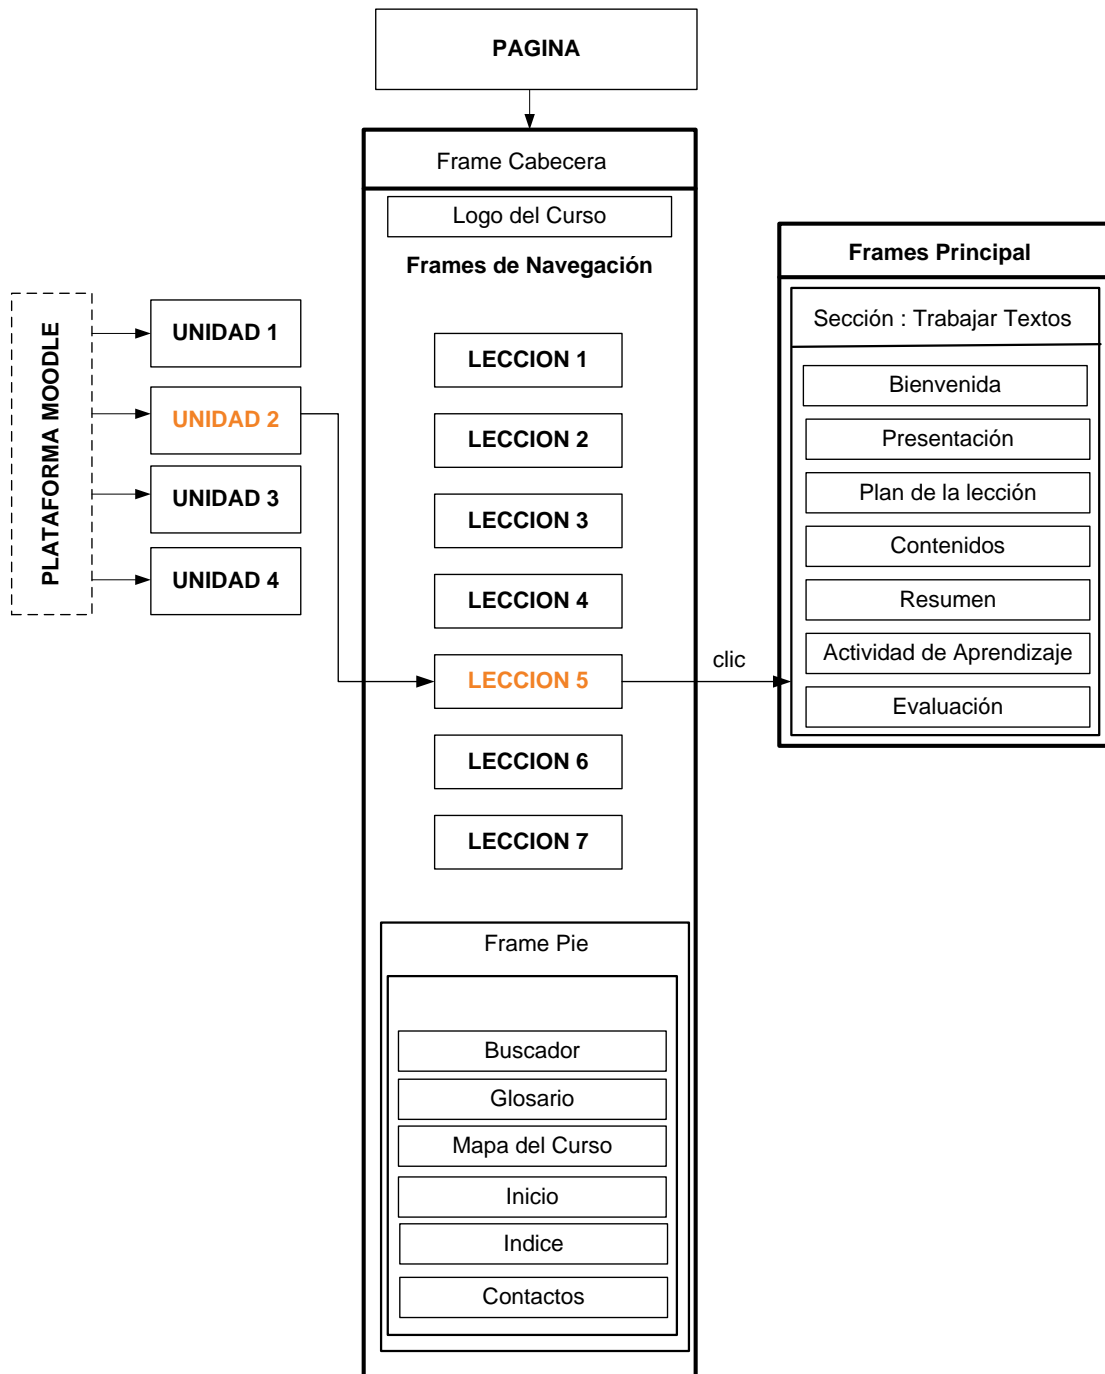 PAGINA
Frame Cabecera
Logo del Curso
Frames de Navegación
PLATAFORMA MOODLE
UNIDAD 1
UNIDAD 2
UNIDAD 3
UNIDAD 4
LECCION 1
LECCION 2
LECCION 3
LECCION 4
LECCION 5
LECCION 6
LECCION 7
clic
Frames Principal
Sección : Trabajar Textos
Bienvenida
Presentación
Plan de la lección
Contenidos
Resumen
Actividad de Aprendizaje
Evaluación
Frame Pie
Buscador
Glosario
Mapa del Curso
Inicio
Indice
Contactos